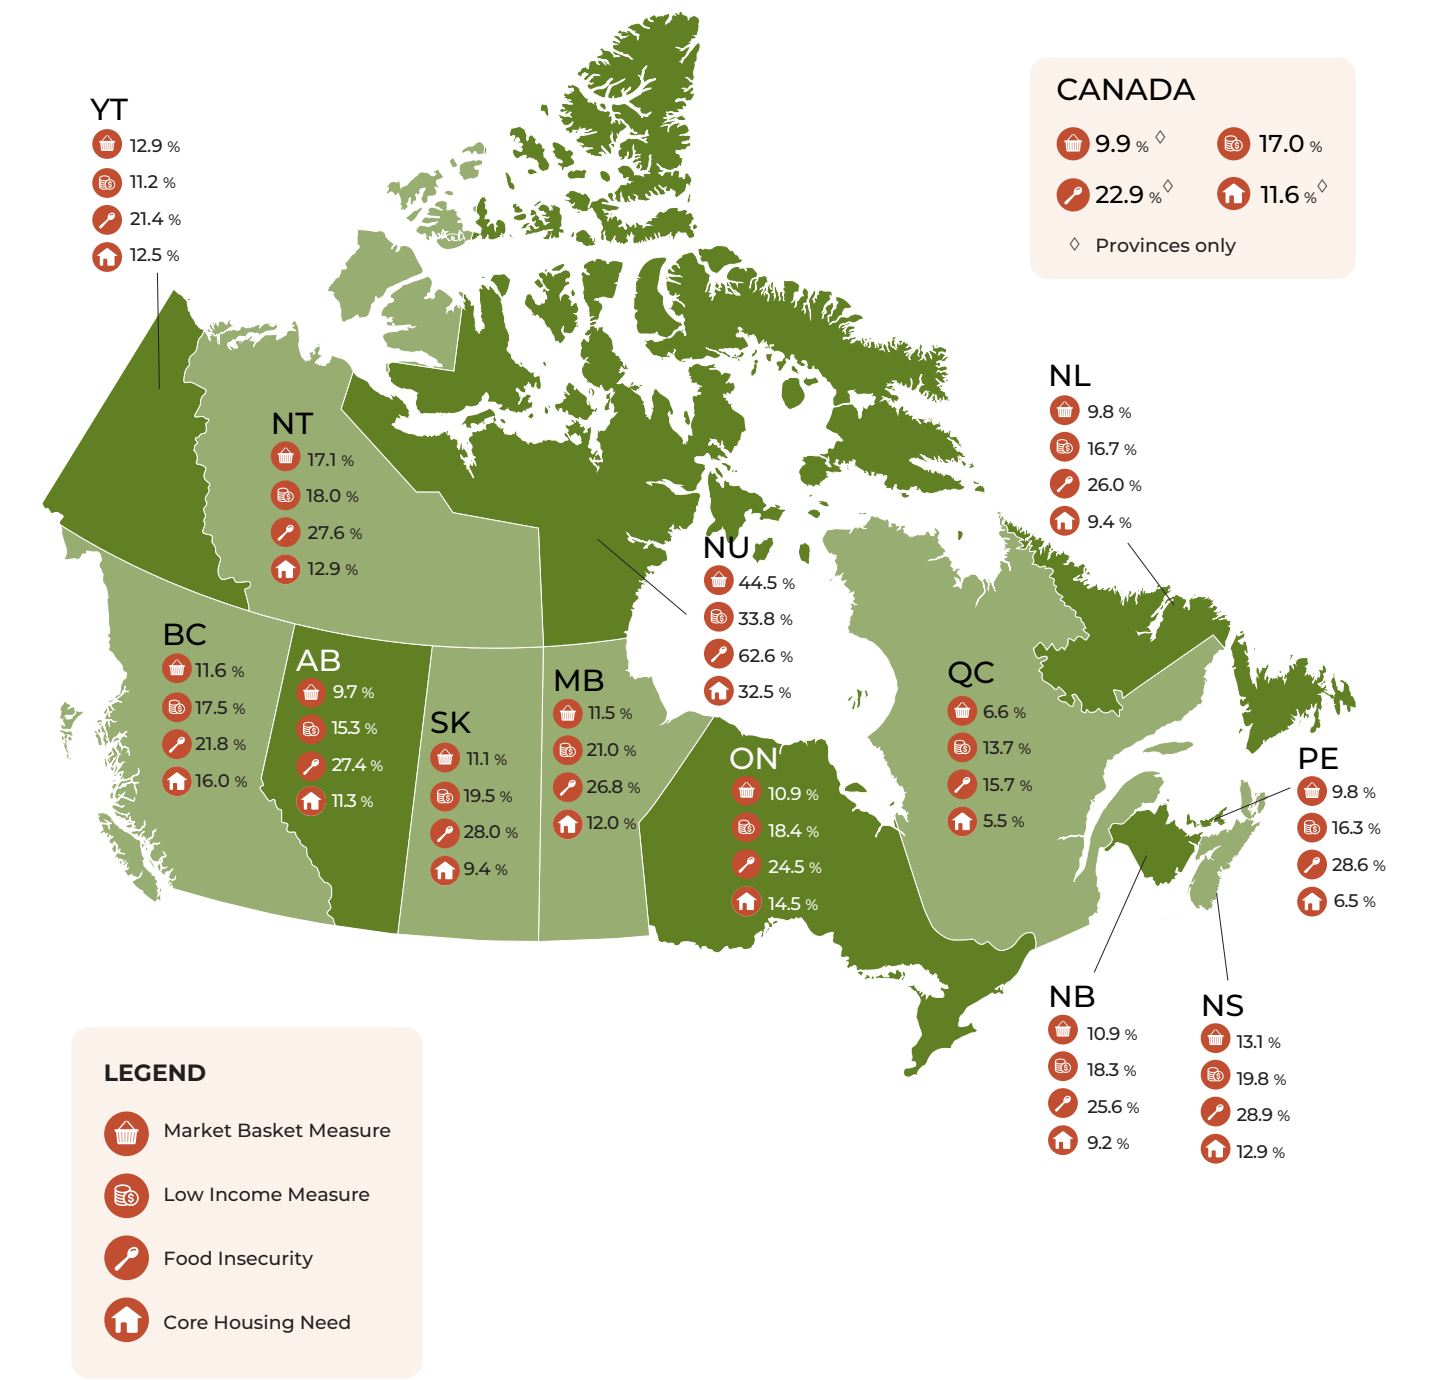 CANADA
9.9 % ◊
17.0 %
22.9 % ◊
11.6 % ◊
◊ Provinces only
YT
12.9 %
11.2 %
21.4 %
12.5 %
NT
17.1 %
18.0 %
27.6 %
12.9 %
NU
44.5 %
33.8 %
62.6 %
32.5 %
NL
9.8 %
16.7 %
26.0 %
9.4 %
BC
11.6 %
17.5 %
21.8 %
16.0 %
AB
9.7 %
15.3 %
27.4 %
11.3 %
SK
11.1 %
19.5 %
28.0 %
9.4 %
MB
11.5 %
21.0 %
26.8 %
12.0 %
ON
10.9 %
18.4 %
24.5 %
14.5 %
QC
6.6 %
13.7 %
15.7 %
5.5 %
PE
9.8 %
16.3 %
28.6 %
6.5 %
NB
10.9 %
18.3 %
25.6 %
9.2 %
NS
13.1 %
19.8 %
28.9 %
12.9 %
LEGEND
Market Basket Measure
Low Income Measure
Food Insecurity
Core Housing Need